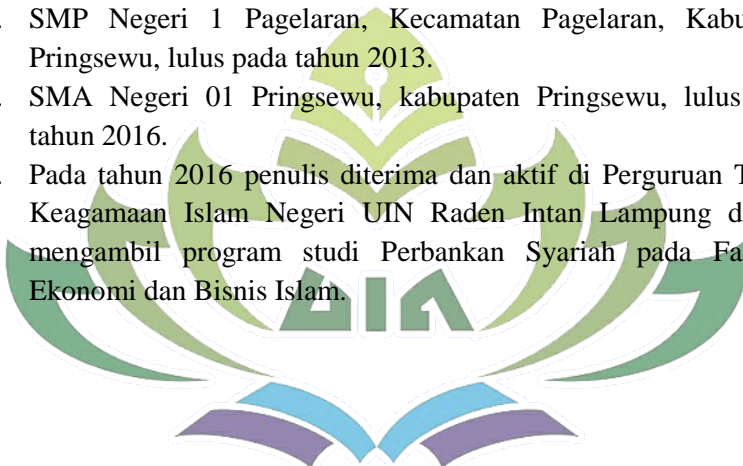 . SMP Negeri 1 Pagelaran, Kecamatan Pagelaran, Kabu
Pringsewu, lulus pada tahun 2013.
. SMA Negeri 01 Pringsewu, kabupaten Pringsewu, lulus
tahun 2016.
. Pada tahun 2016 penulis diterima dan aktif di Perguruan T
Keagamaan Islam Negeri UIN Raden Intan Lampung d
mengambil program studi Perbankan Syariah pada Fa
Ekonomi dan Bisnis Islam.
UIN